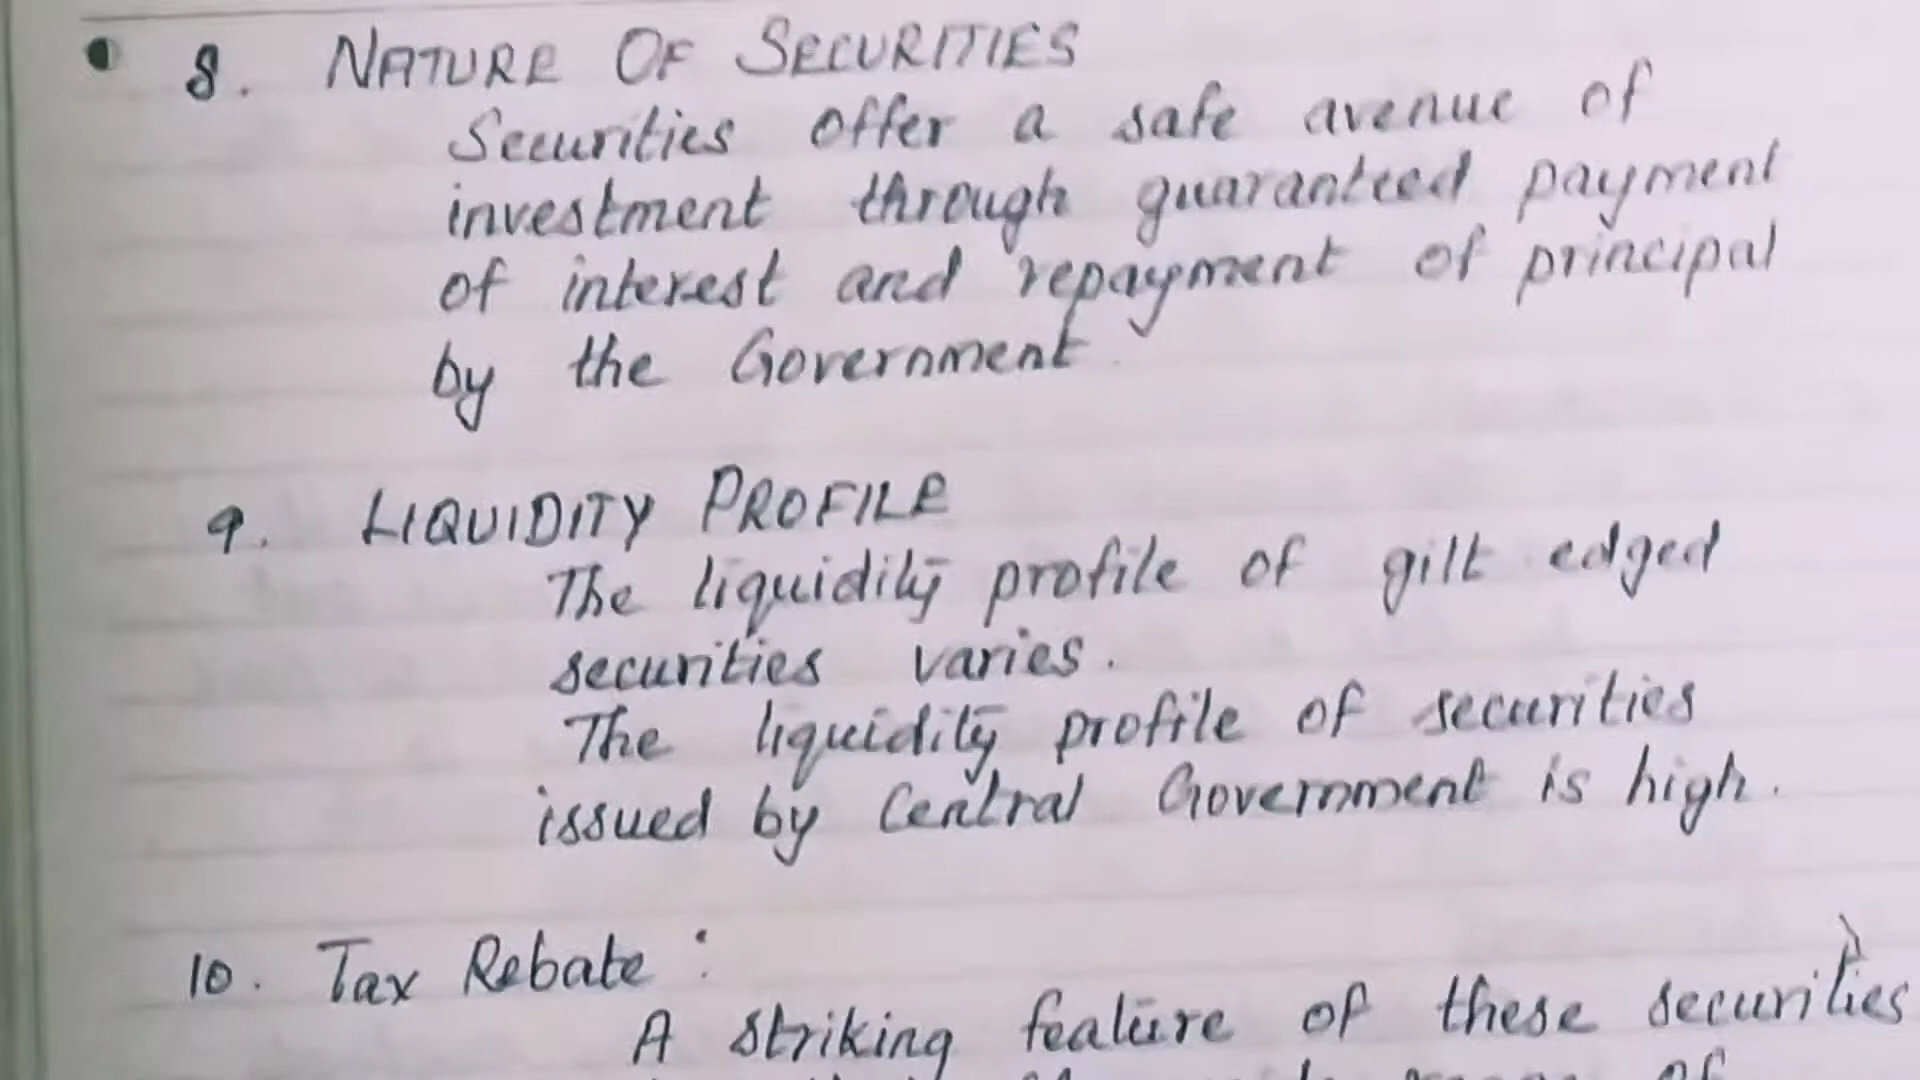 8. NATURE OF SECURITIES
Securities offer a safe avenue of
investment through guaranteed payment
of interest and repayment of principal
by the Government.
9. LIQUIDITY PROFILE
The liquidity profile of gilt edged
securities varies.
The liquidity profile of securities
issued by Central Government is high.
10. Tax Rebate :
A striking feature of these securities
of